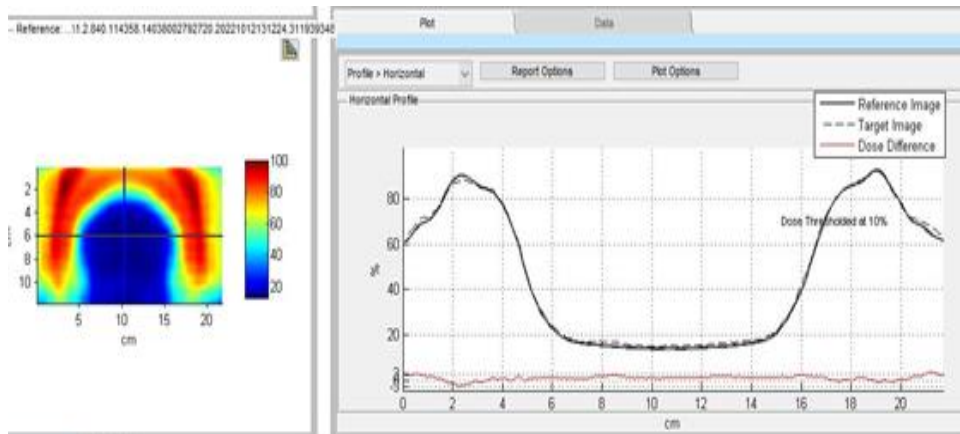 Reference: ...\1.2.840.114358.14038002792720.20221012131224.311939348
Plot
Data
Profile > Horizontal
Report Options
Plot Options
Horizontal Profile
Reference Image
Target Image
Dose Difference
Dose Thresholded at 10%
%
80
60
40
20
0 2 4 6 8 10 12 14 16 18 20
cm
100
80
60
40
20
2
4
6
8
10
5 10 15 20
cm